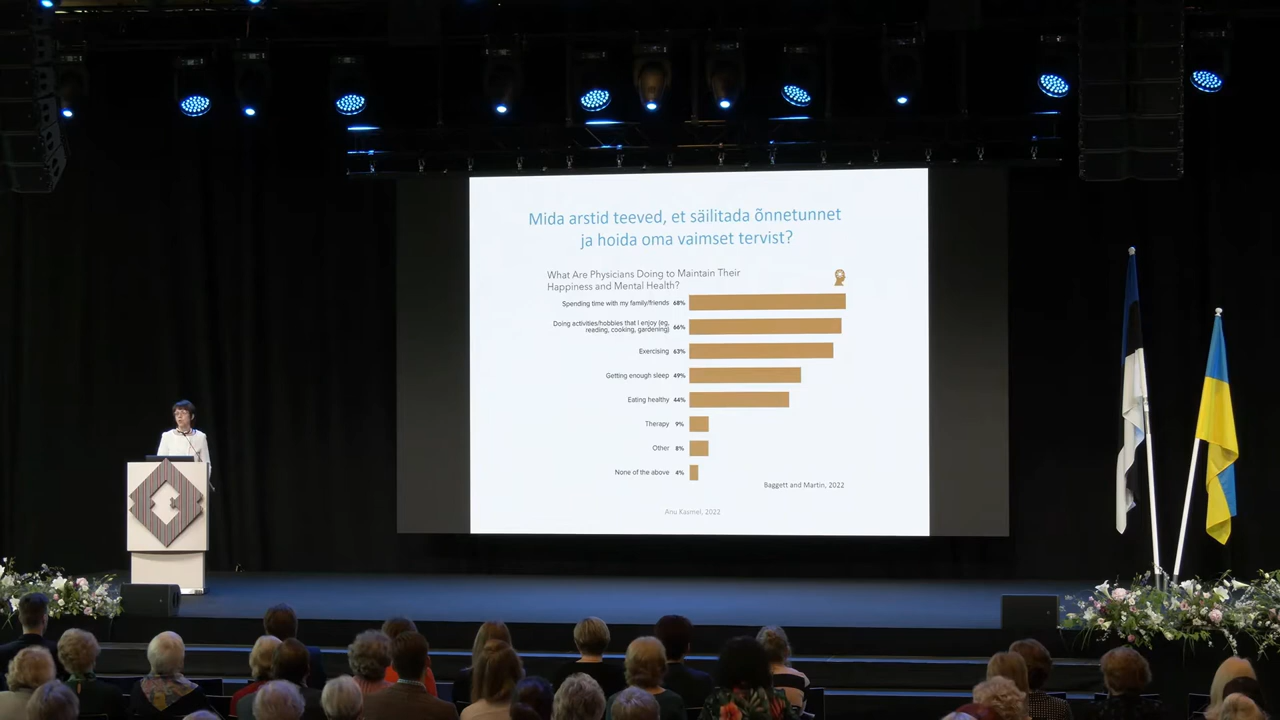 Mida arstid teeved, et säilitada õnnetunnet
ja hoida oma vaimset tervist?
What Are Physicians Doing to Maintain Their
Happiness and Mental Health?
Spending time with my family/friends 68%
Doing activities/hobbies that I enjoy (eg,
reading, cooking, gardening) 66%
Exercising 63%
Getting enough sleep 49%
Eating healthy 44%
Therapy 9%
Other 8%
None of the above 4%
Baggett and Martin, 2022
Anu Kasmel, 2022